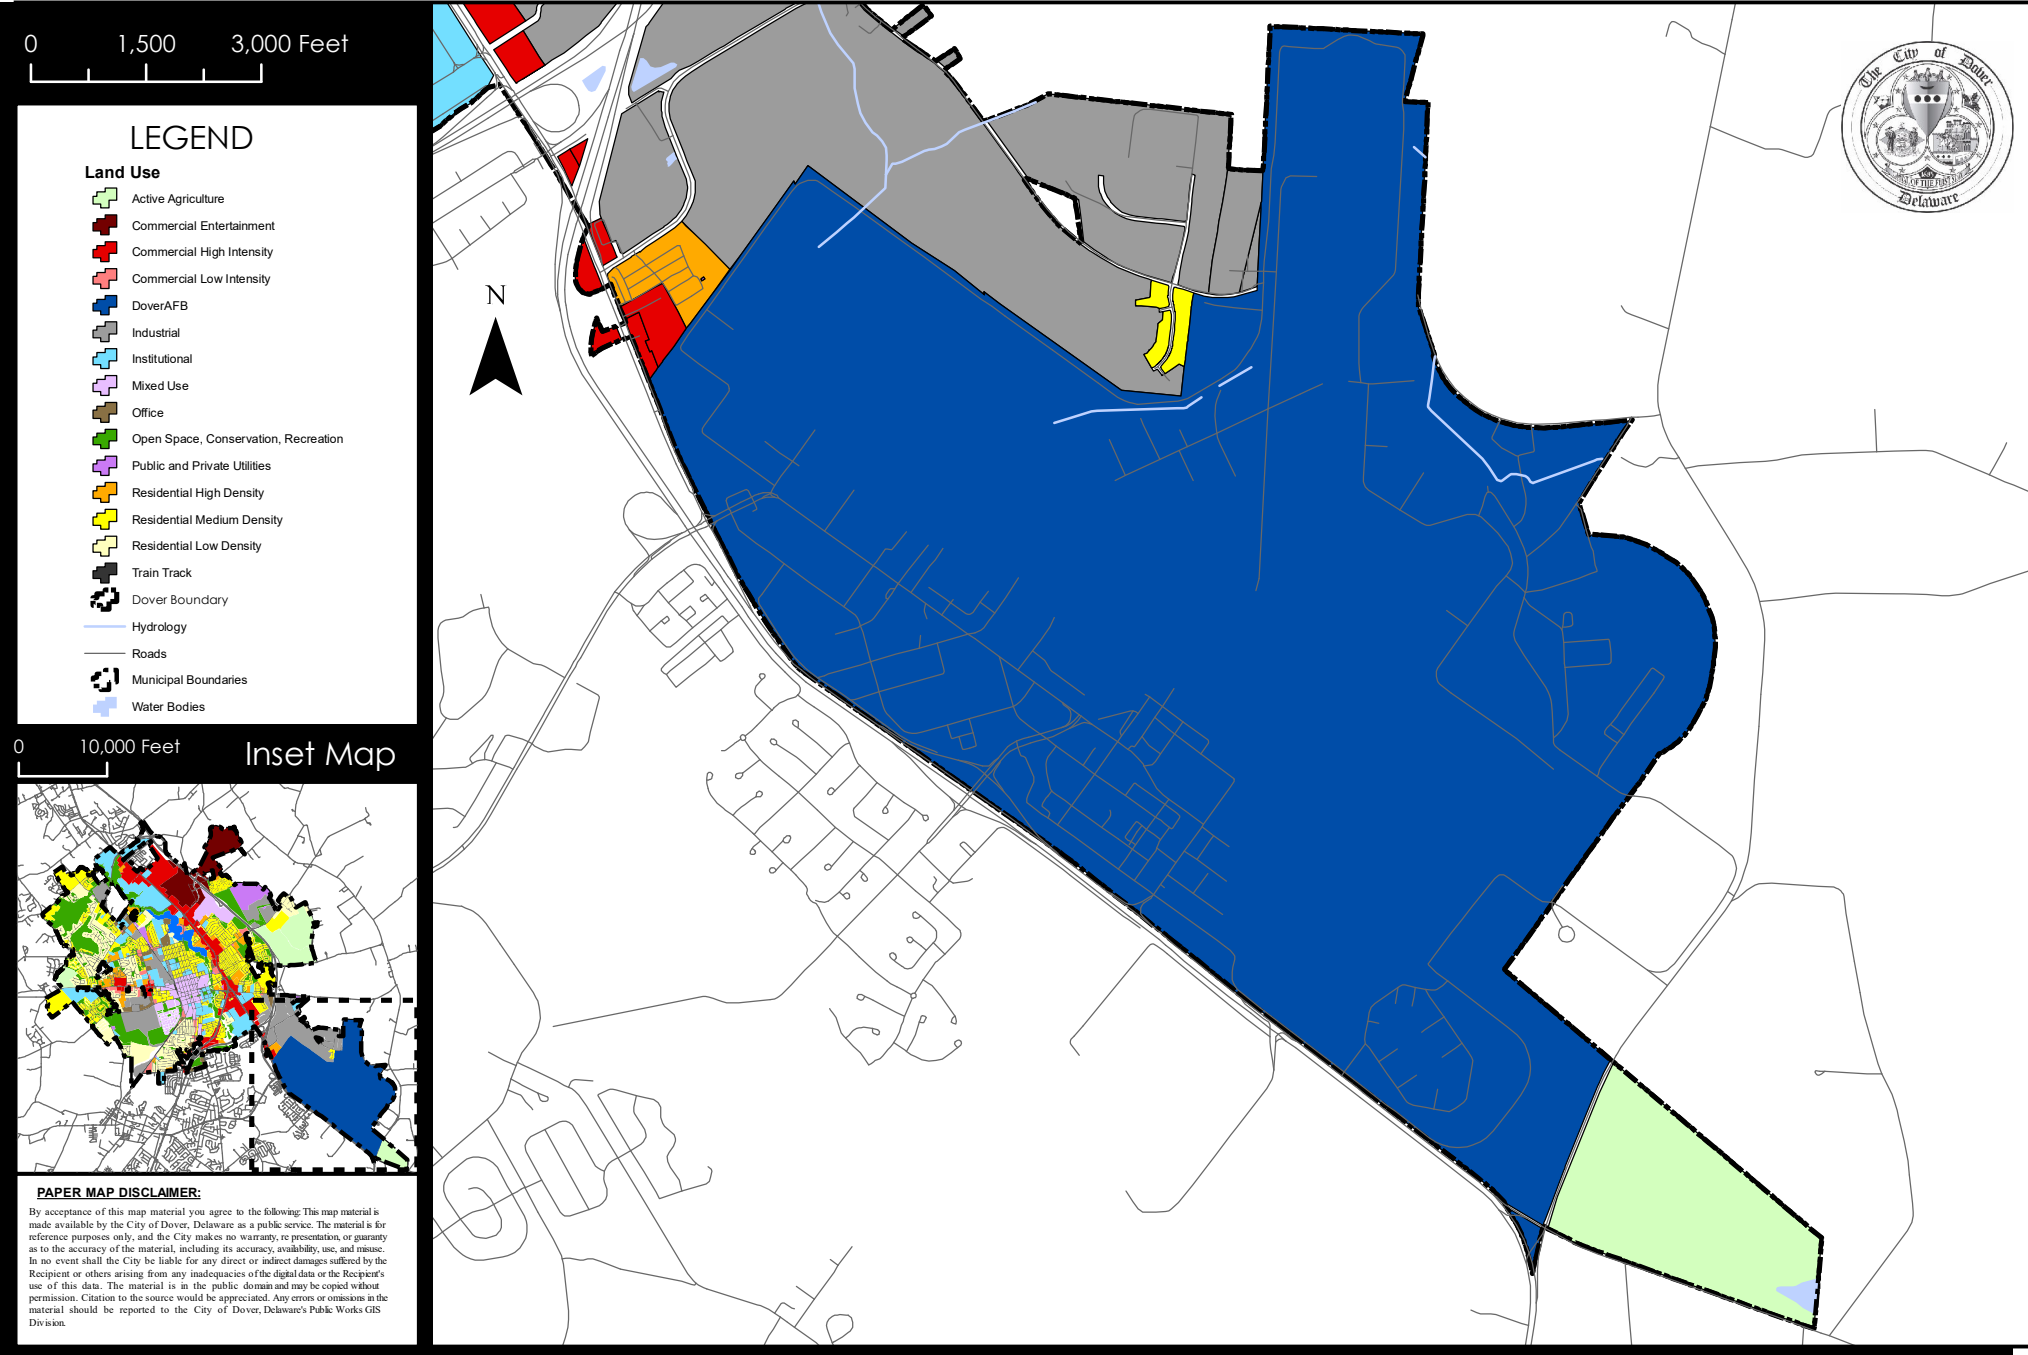 0 1,500 3,000 Feet
LEGEND
Land Use
Active Agriculture
Commercial Entertainment
Commercial High Intensity
Commercial Low Intensity
DoverAFB
Industrial
Institutional
Mixed Use
Office
Open Space, Conservation, Recreation
Public and Private Utilities
Residential High Density
Residential Medium Density
Residential Low Density
Train Track
Dover Boundary
Hydrology
Roads
Municipal Boundaries
Water Bodies
0 10,000 Feet Inset Map
PAPER MAP DISCLAIMER:
By acceptance of this map material you agree to the following: This map material is
made available by the City of Dover, Delaware as a public service. The material is for
reference purposes only, and the City makes no warranty, re presentation, or guaranty
as to the accuracy of the material, including its accuracy, availability, use, and misuse.
In no event shall the City be liable for any direct or indirect damages suffered by the
Recipient or others arising from any inadequacies of the digital data or the Recipient's
use of this data. The material is in the public domain and may be copied without
permission. Citation to the source would be appreciated. Any errors or omissions in the
material should be reported to the City of Dover, Delaware's Public Works GIS
Division.
N
The City of Dover
Delaware